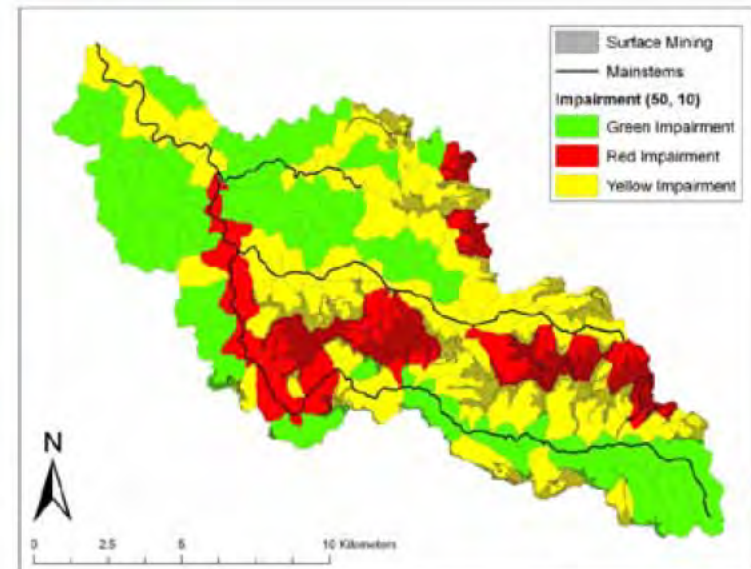 Surface Mining
Mainstems
Impairment (50, 10)
Green Impairment
Red Impairment
Yellow Impairment
N
0 2.5 5 10 Kilometers